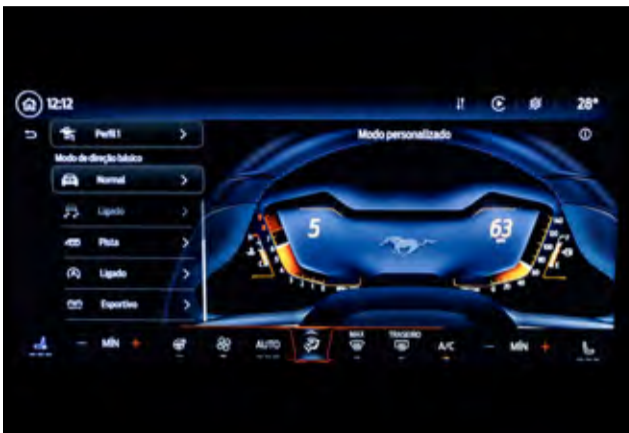 12:12
28°
Perfil 1
Modo personalizado
Modo de direção básico
Normal
Ligado
Pista
Ligado
Esportivo
5
63
MÍN
AUTO
MAX
TRASEIRO
A/C
MÍN